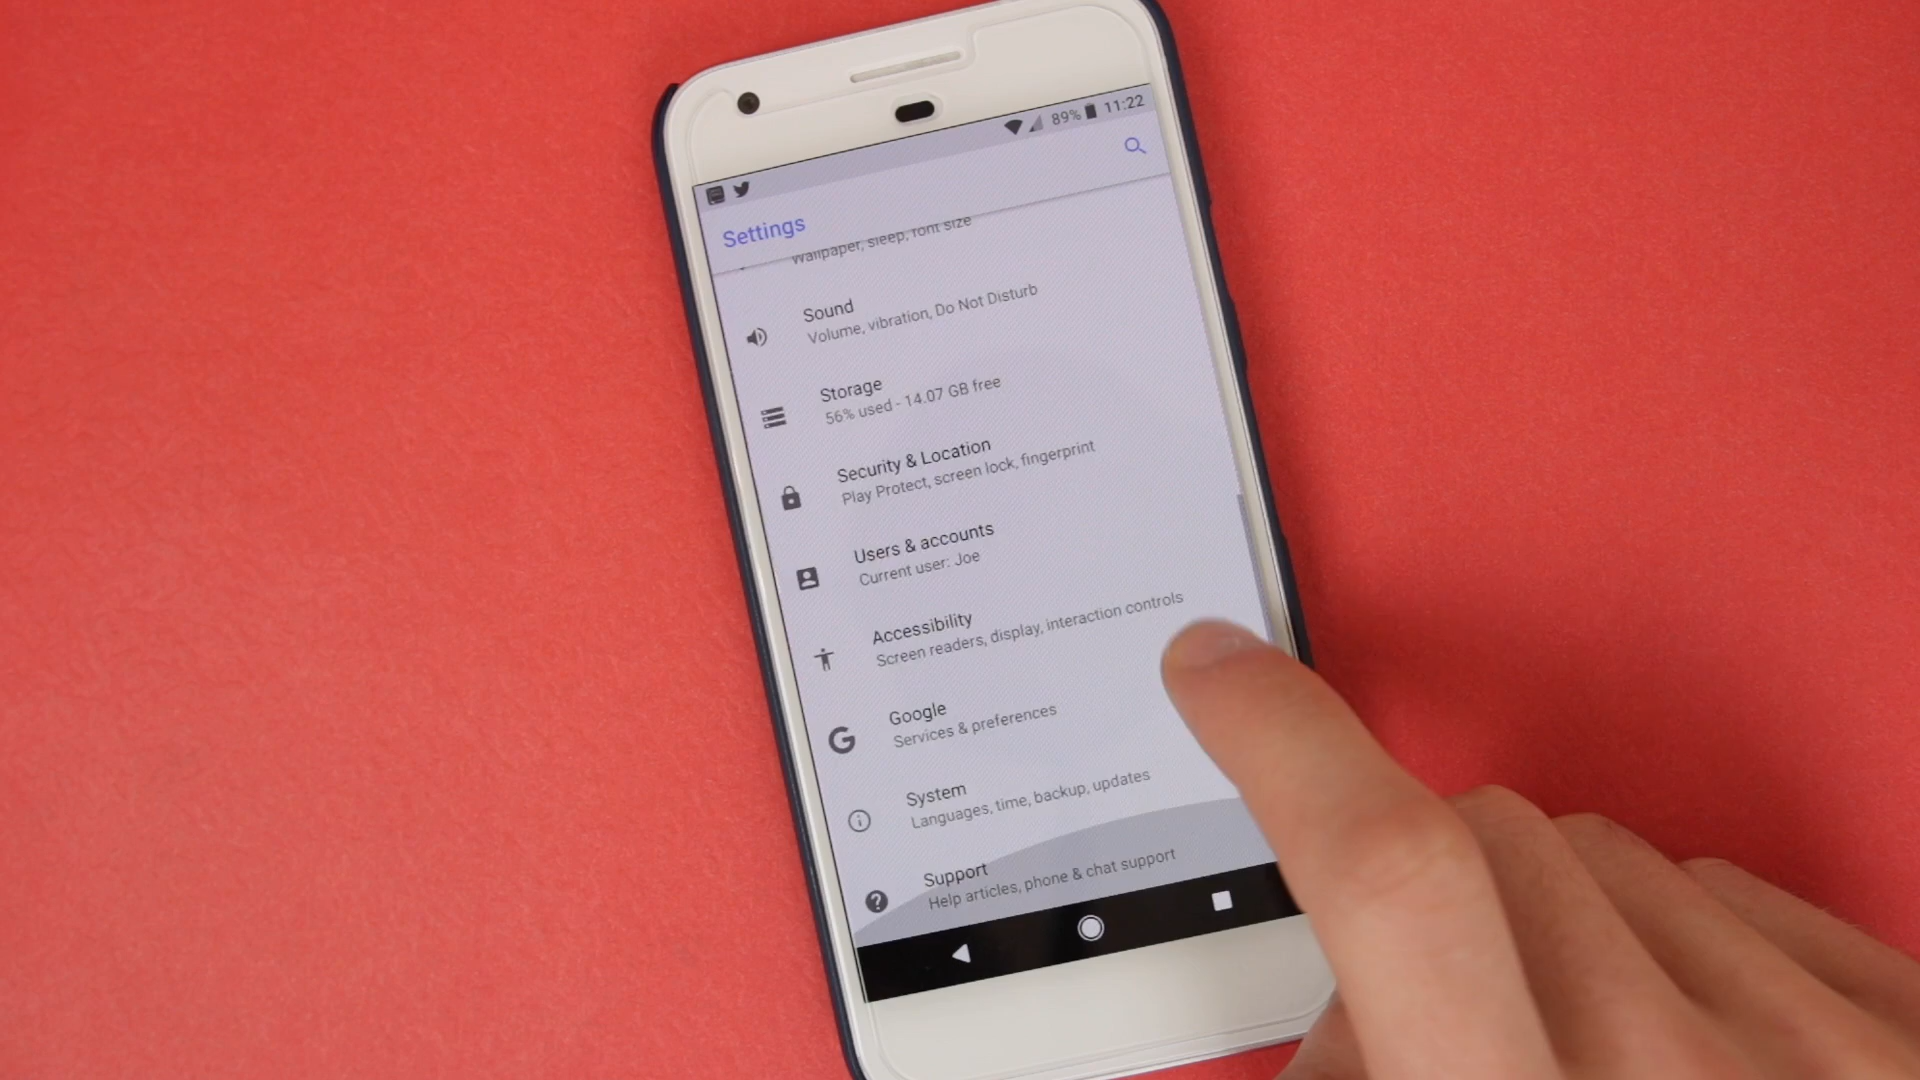 89% 11:22
Settings
Wallpaper, sleep, font size
Sound
Volume, vibration, Do Not Disturb
Storage
56% used - 14.07 GB free
Security & Location
Play Protect, screen lock, fingerprint
Users & accounts
Current user: Joe
Accessibility
Screen readers, display, interaction controls
Google
Services & preferences
System
Languages, time, backup, updates
Support
Help articles, phone & chat support